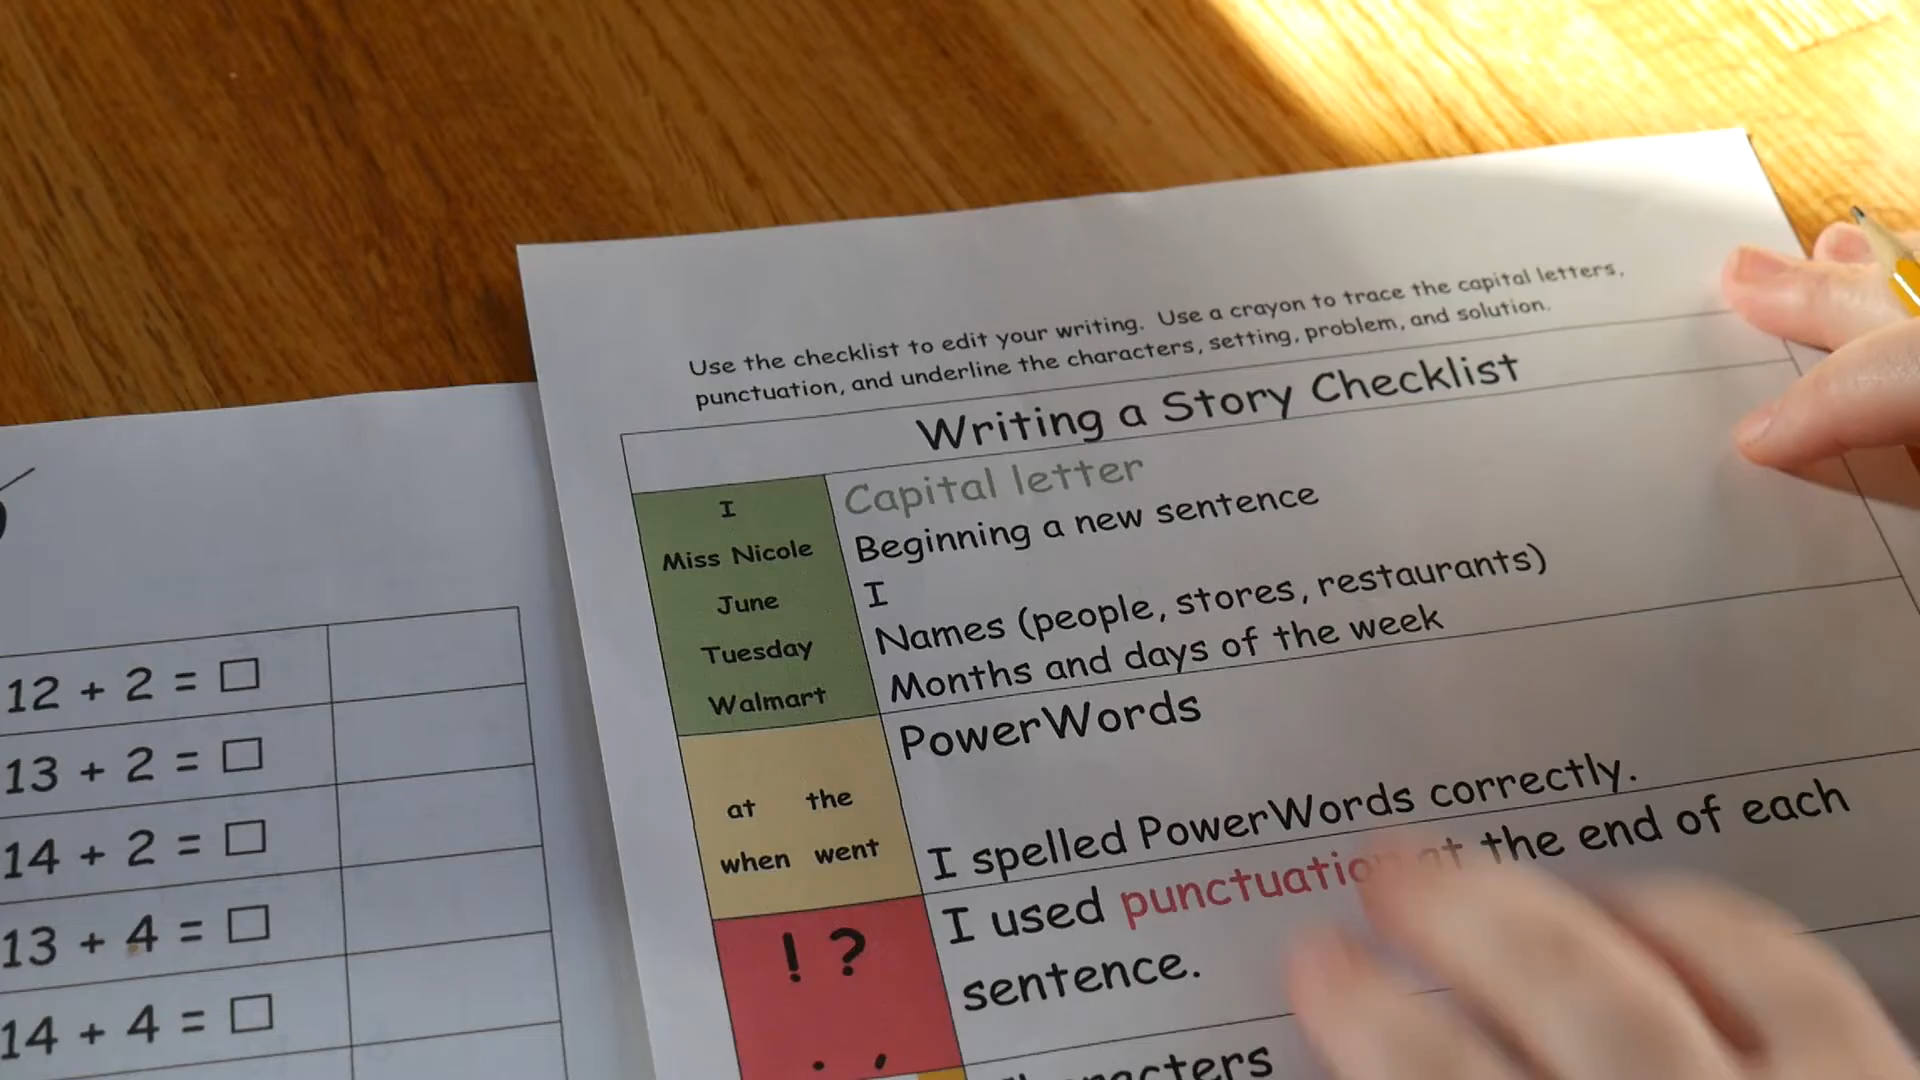 12 + 2 = □
13 + 2 = □
14 + 2 = □
13 + 4 = □
14 + 4 = □
Use the checklist to edit your writing. Use a crayon to trace the capital letters,
punctuation, and underline the characters, setting, problem, and solution.
Writing a Story Checklist
I
Miss Nicole
June
Tuesday
Walmart
Capital letter
Beginning a new sentence
I
Names (people, stores, restaurants)
Months and days of the week
at the
when went
PowerWords
I spelled PowerWords correctly.
! ?
. ,
I used punctuation at the end of each
sentence.